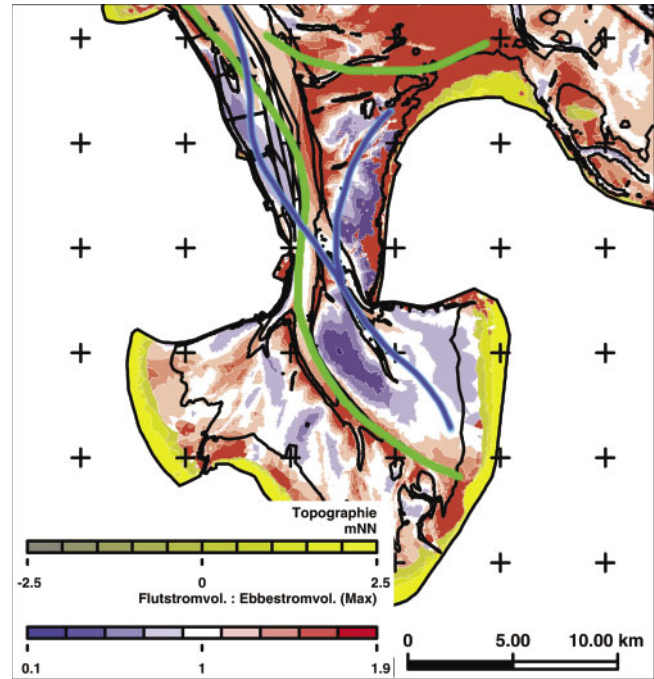 Topographie
mNN
-2.5 0 2.5
Flutstromvol. : Ebbestromvol. (Max)
0.1 1 1.9
0 5.00 10.00 km